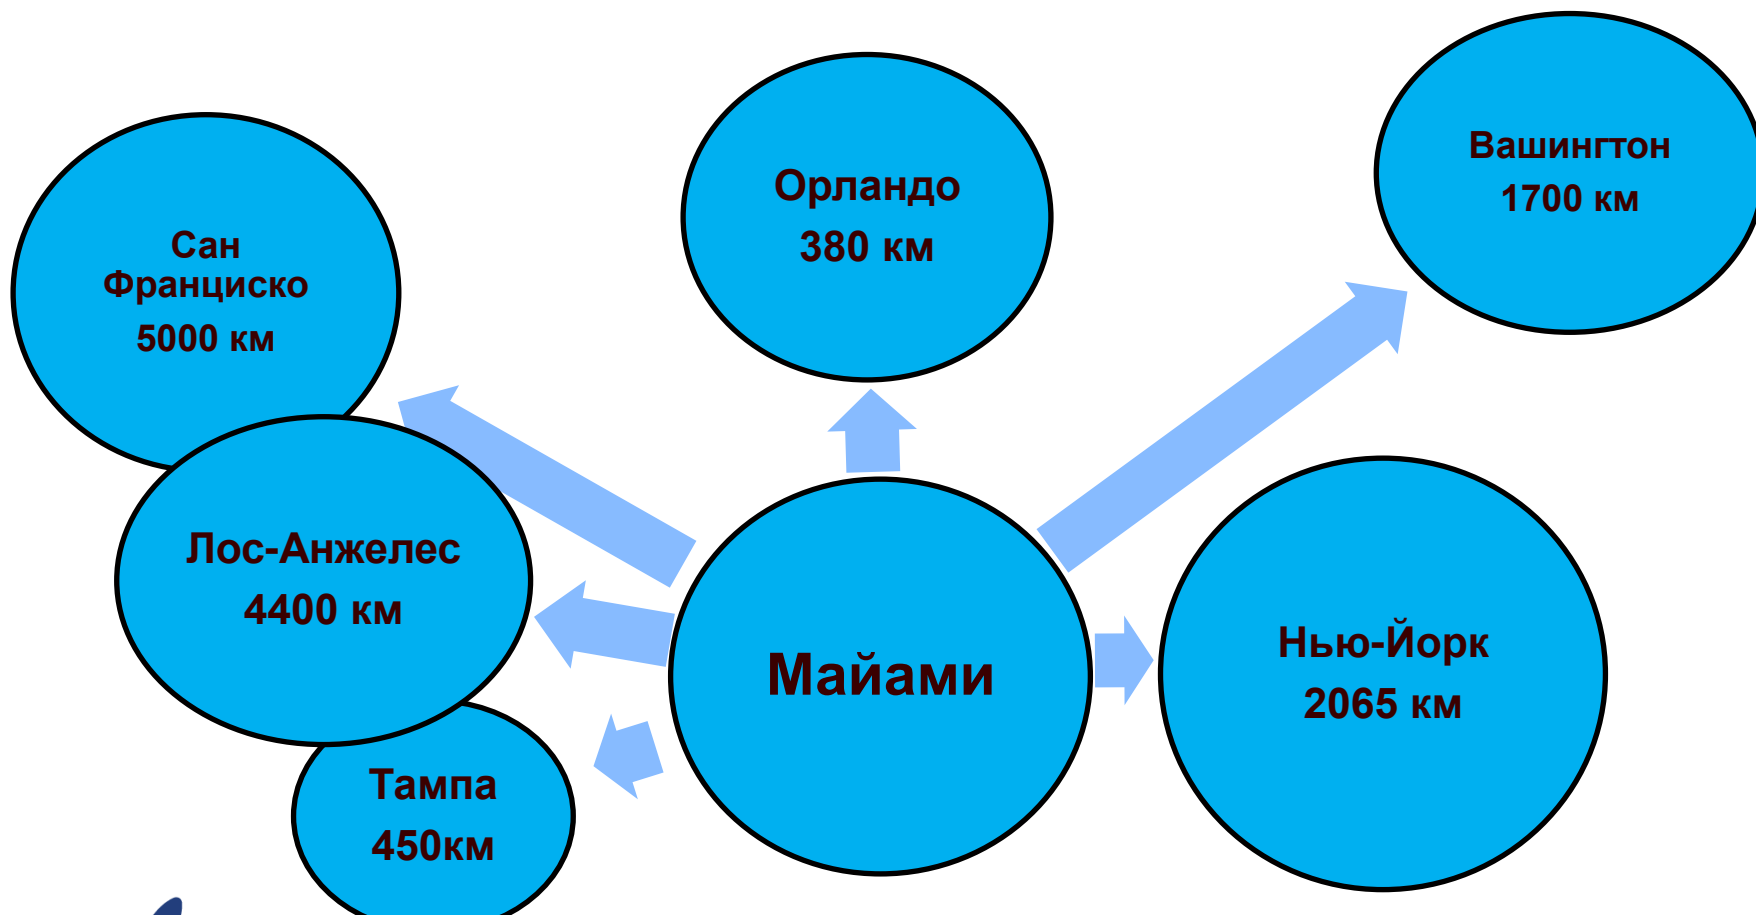 Вашингтон
1700 км
Орландо
380 км
Сан
Франциско
5000 км
Лос-Анжелес
4400 км
Майами
Нью-Йорк
2065 км
Тампа
450км